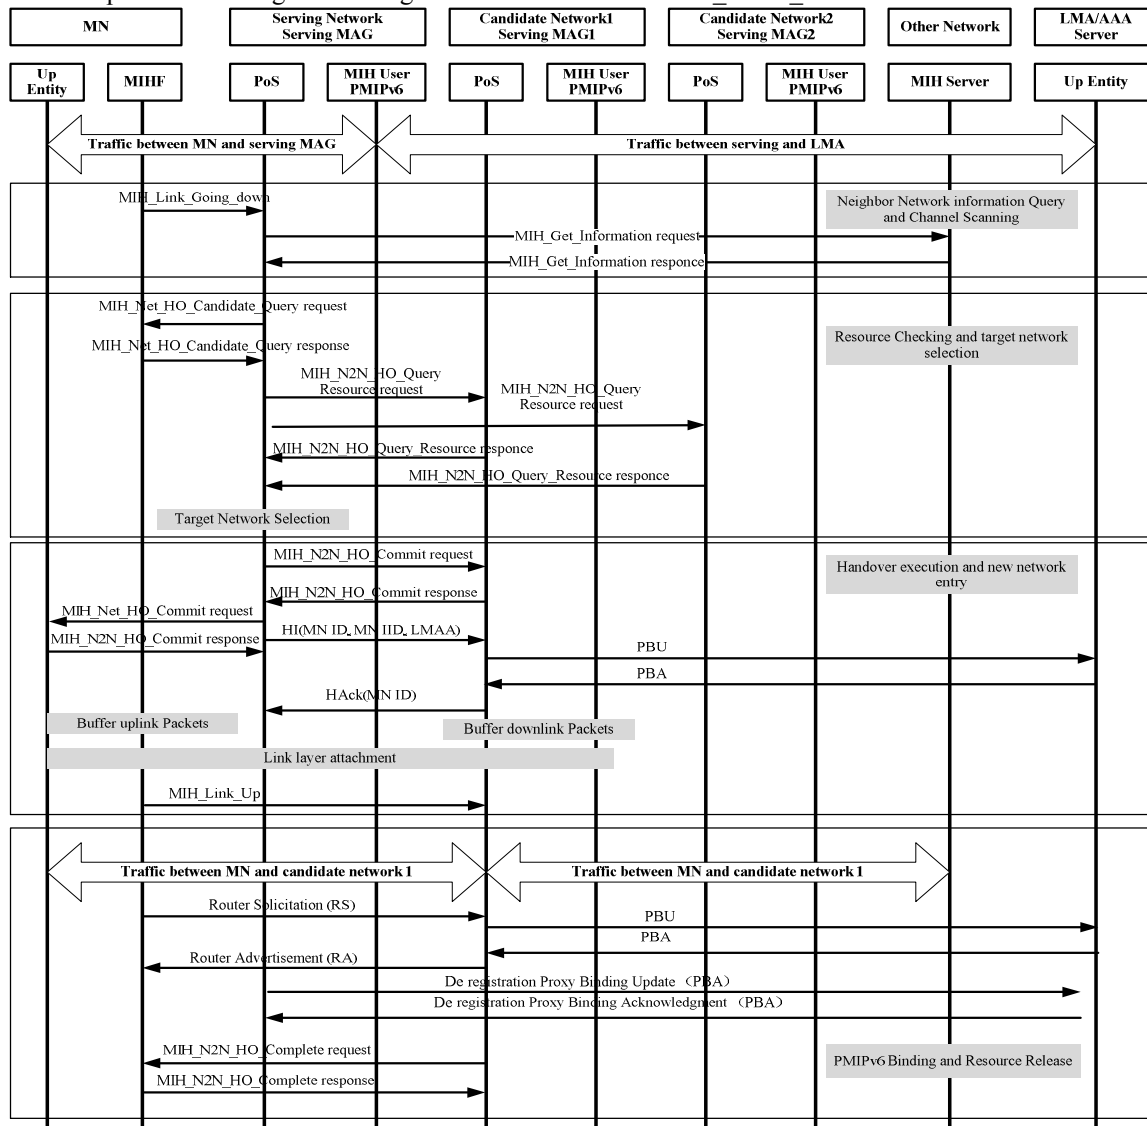 MN
Serving Network
Serving MAG
Candidate Network1
Serving MAG1
Candidate Network2
Serving MAG2
Other Network
LMA/AAA
Server
Up
Entity
MIHF
PoS
MIH User
PMIPv6
PoS
MIH User
PMIPv6
PoS
MIH User
PMIPv6
MIH Server
Up Entity
Traffic between MN and serving MAG
Traffic between serving and LMA
MIH_Link_Going_down
Neighbor Network information Query
and Channel Scanning
MIH_Get_Information request
MIH_Get_Information responce
MIH_Net_HO_Candidate_Query request
MIH_Net_HO_Candidate_Query response
Resource Checking and target network
selection
MIH_N2N_HO_Query
Resource request
MIH_N2N_HO_Query
Resource request
MIH_N2N_HO_Query_Resource responce
MIH_N2N_HO_Query_Resource responce
Target Network Selection
MIH_N2N_HO_Commit request
Handover execution and new network
entry
MIH_N2N_HO_Commit response
MIH_Net_HO_Commit request
HI(MN ID, MN IID, LMAA)
MIH_N2N_HO_Commit response
PBU
PBA
HAck(MN ID)
Buffer uplink Packets
Buffer downlink Packets
Link layer attachment
MIH_Link_Up
Traffic between MN and candidate network1
Traffic between MN and candidate network1
Router Solicitation (RS)
PBU
PBA
Router Advertisement (RA)
De registration Proxy Binding Update（PBA）
De registration Proxy Binding Acknowledgment （PBA）
MIH_N2N_HO_Complete request
PMIPv6 Binding and Resource Release
MIH_N2N_HO_Complete response